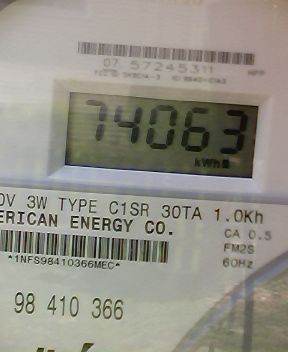 07 57245311
74063
kWh
3W TYPE C1SR 30TA 1.0Kh
ERICAN ENERGY CO.
CA 0.5
*1NFS98410366MEC*
FM2S
60Hz
98 410 366